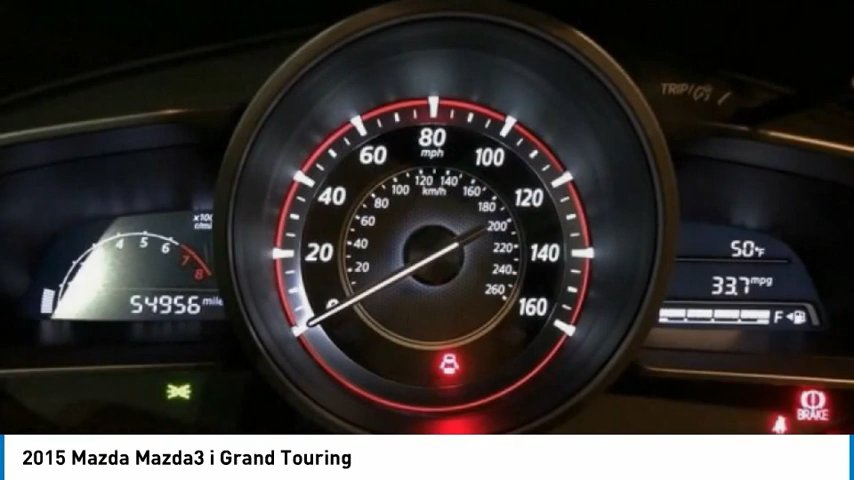 TRIP/
80
mph
60
100
40
120
20
140
0
160
120 140
km/h
100
160
80
180
60
200
40
220
20
240
260
x100
r/min
4 5 6 7 8
54956 mile
50°F
33.7 mpg
F
BRAKE
2015 Mazda Mazda3 i Grand Touring